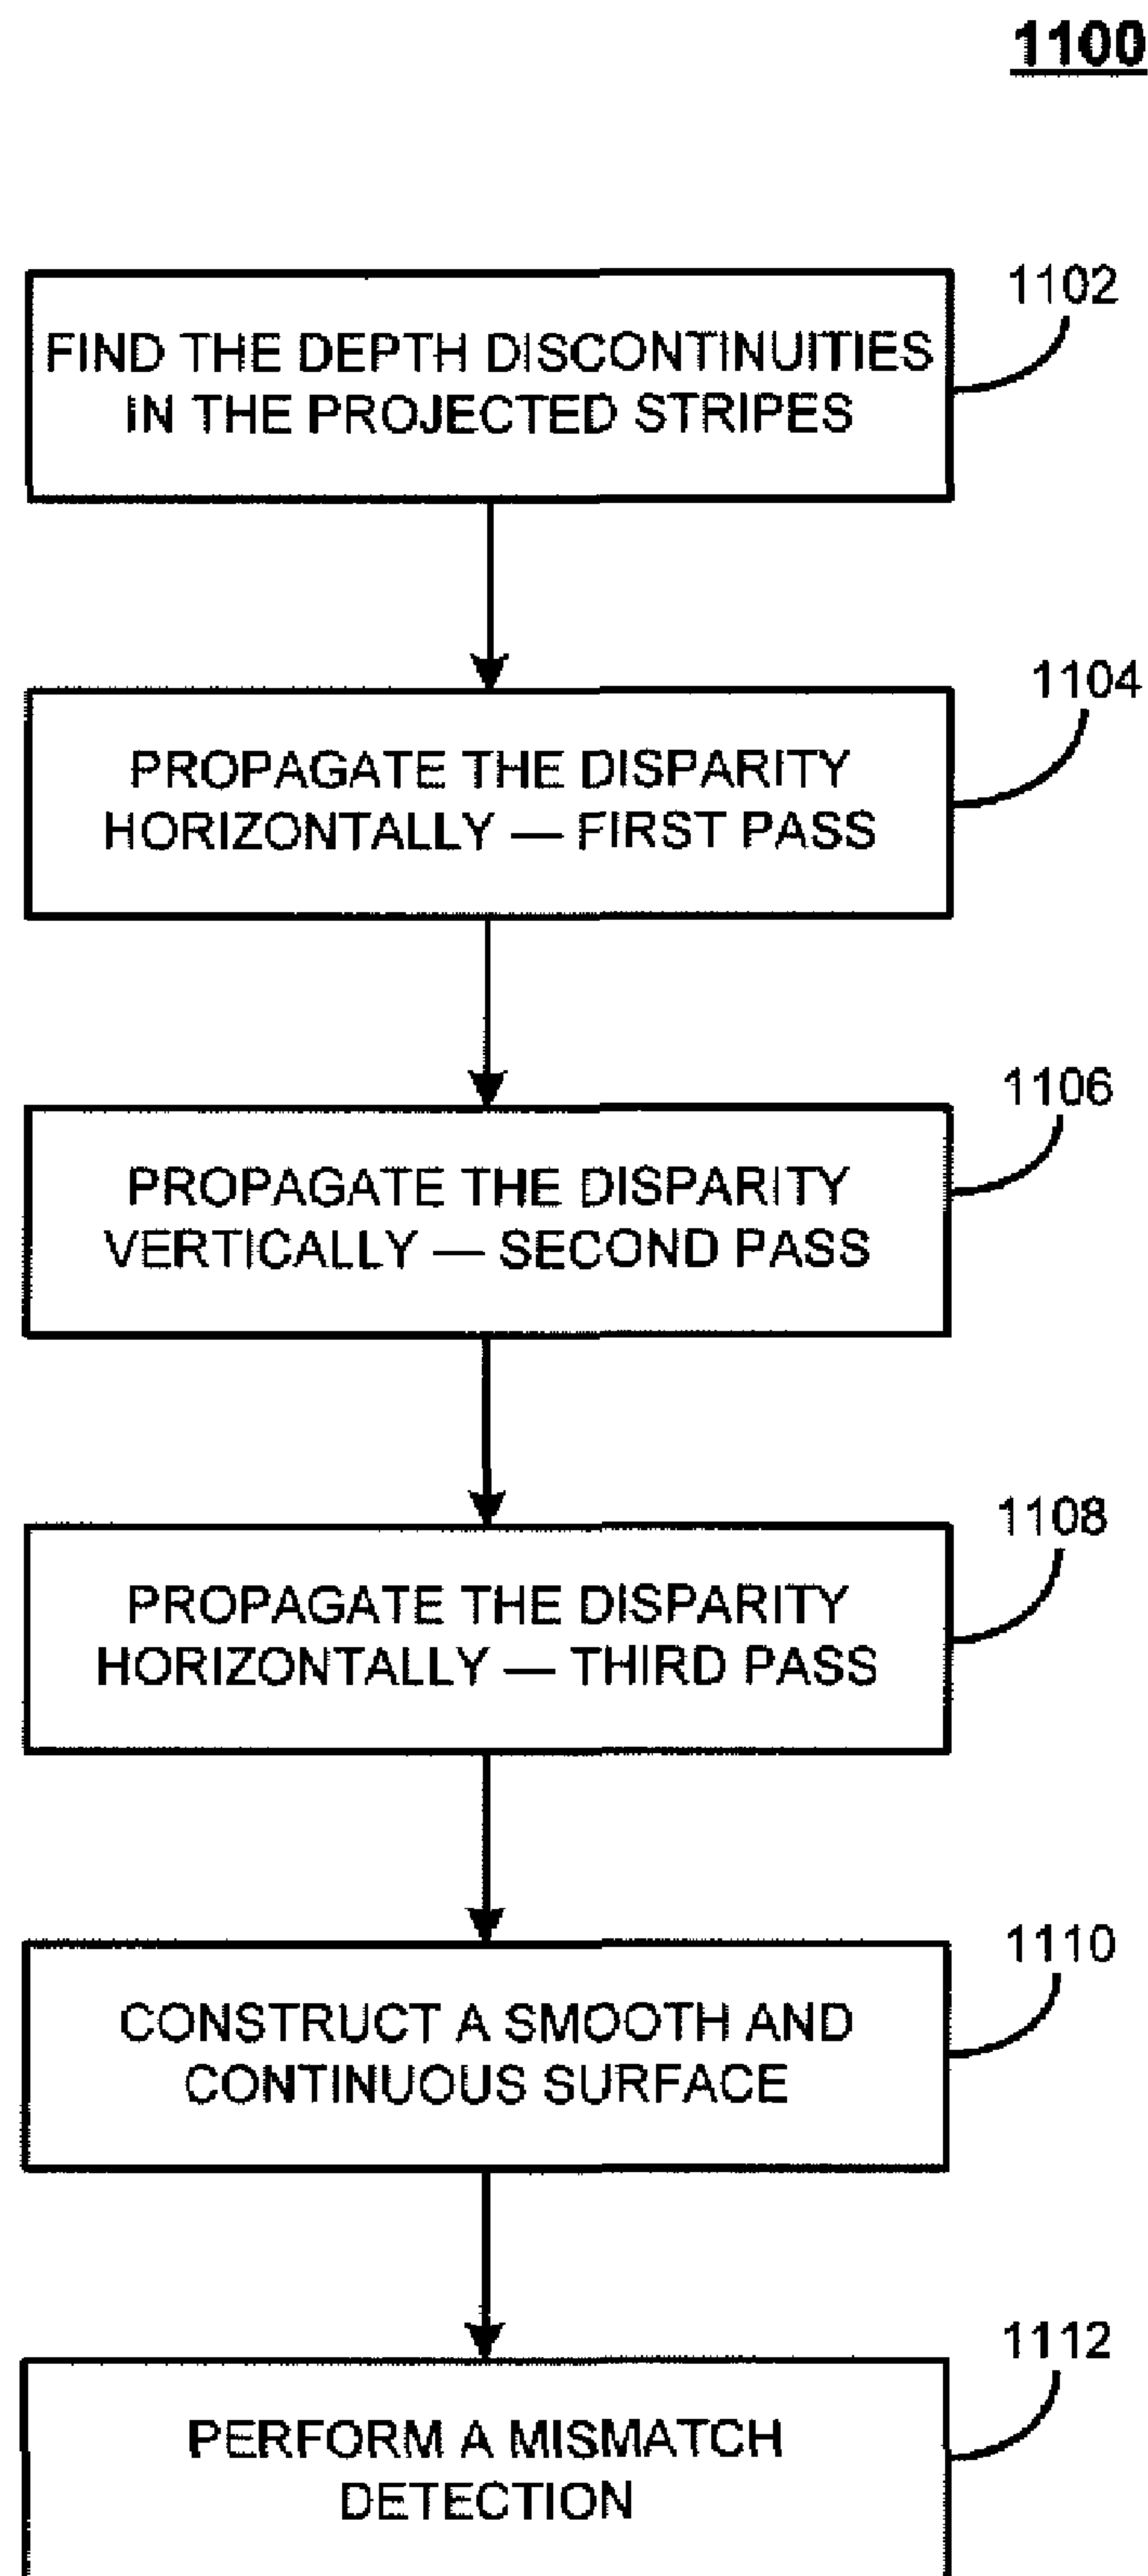 1100
1102
FIND THE DEPTH DISCONTINUITIES
IN THE PROJECTED STRIPES
1104
PROPAGATE THE DISPARITY
HORIZONTALLY — FIRST PASS
1106
PROPAGATE THE DISPARITY
VERTICALLY — SECOND PASS
1108
PROPAGATE THE DISPARITY
HORIZONTALLY — THIRD PASS
1110
CONSTRUCT A SMOOTH AND
CONTINUOUS SURFACE
1112
PERFORM A MISMATCH
DETECTION